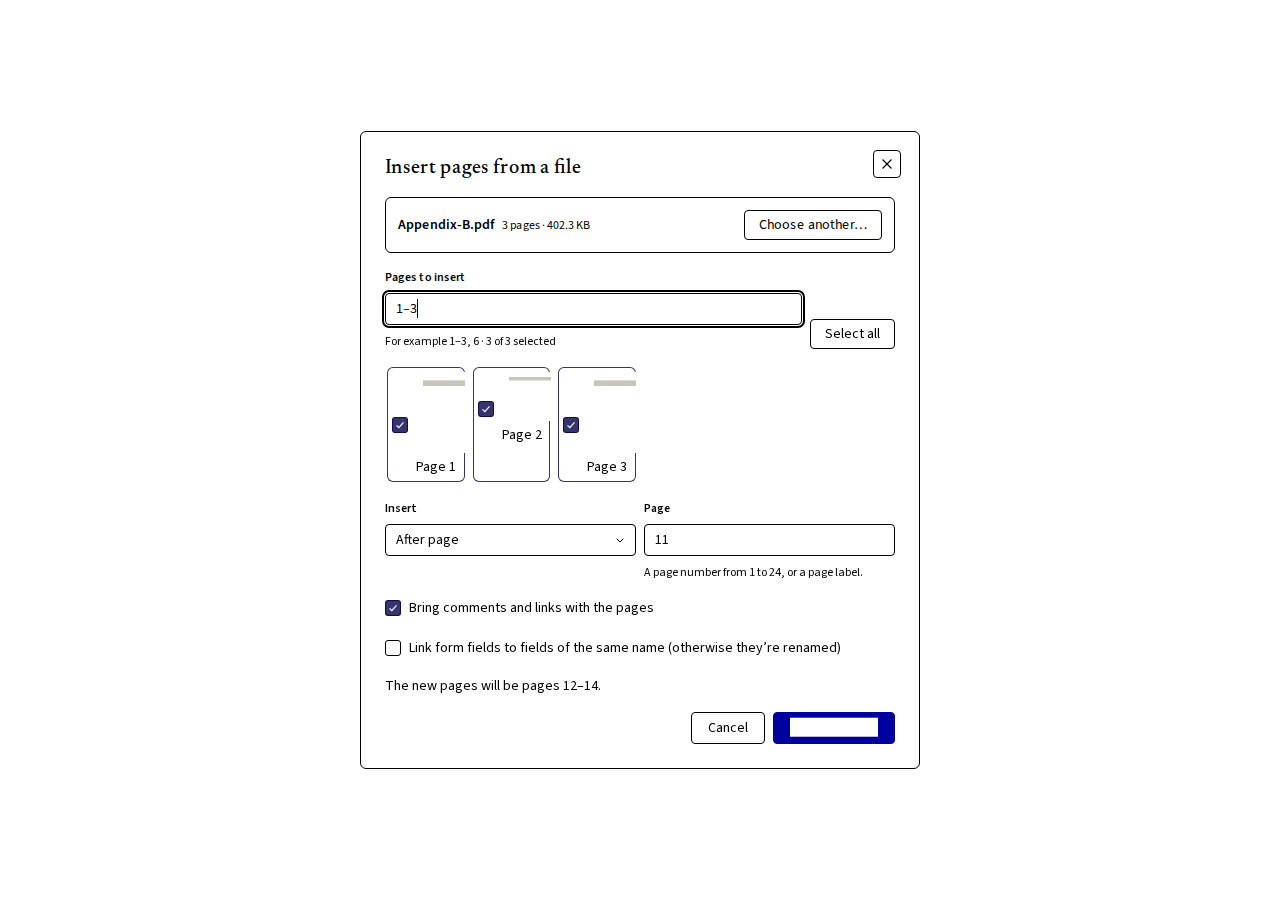 Insert pages from a file
Appendix-B.pdf 3 pages · 402.3 KB Choose another…
Pages to insert
1–3
For example 1–3, 6 · 3 of 3 selected
Select all
Page 1
Page 2
Page 3
Insert
After page
Page
11
A page number from 1 to 24, or a page label.
Bring comments and links with the pages
Link form fields to fields of the same name (otherwise they’re renamed)
The new pages will be pages 12–14.
Cancel